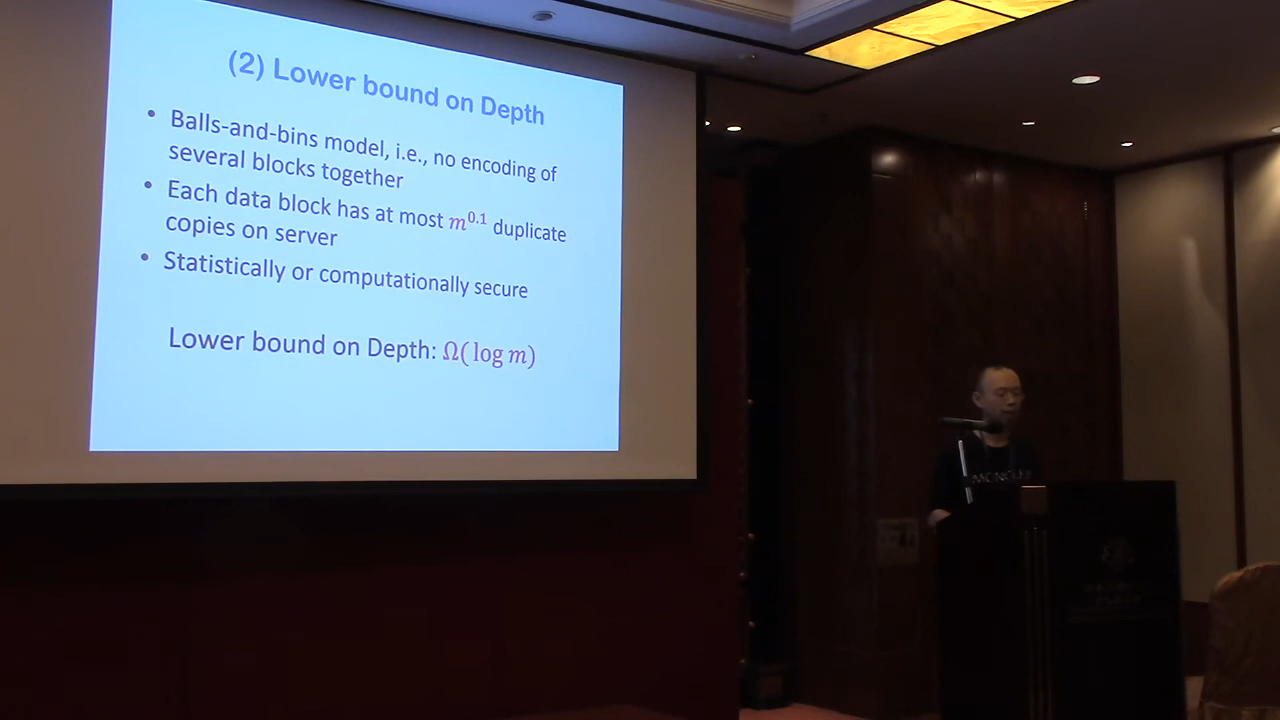 (2) Lower bound on Depth
• Balls-and-bins model, i.e., no encoding of
several blocks together
• Each data block has at most m^0.1 duplicate
copies on server
• Statistically or computationally secure
Lower bound on Depth: Ω( log m)